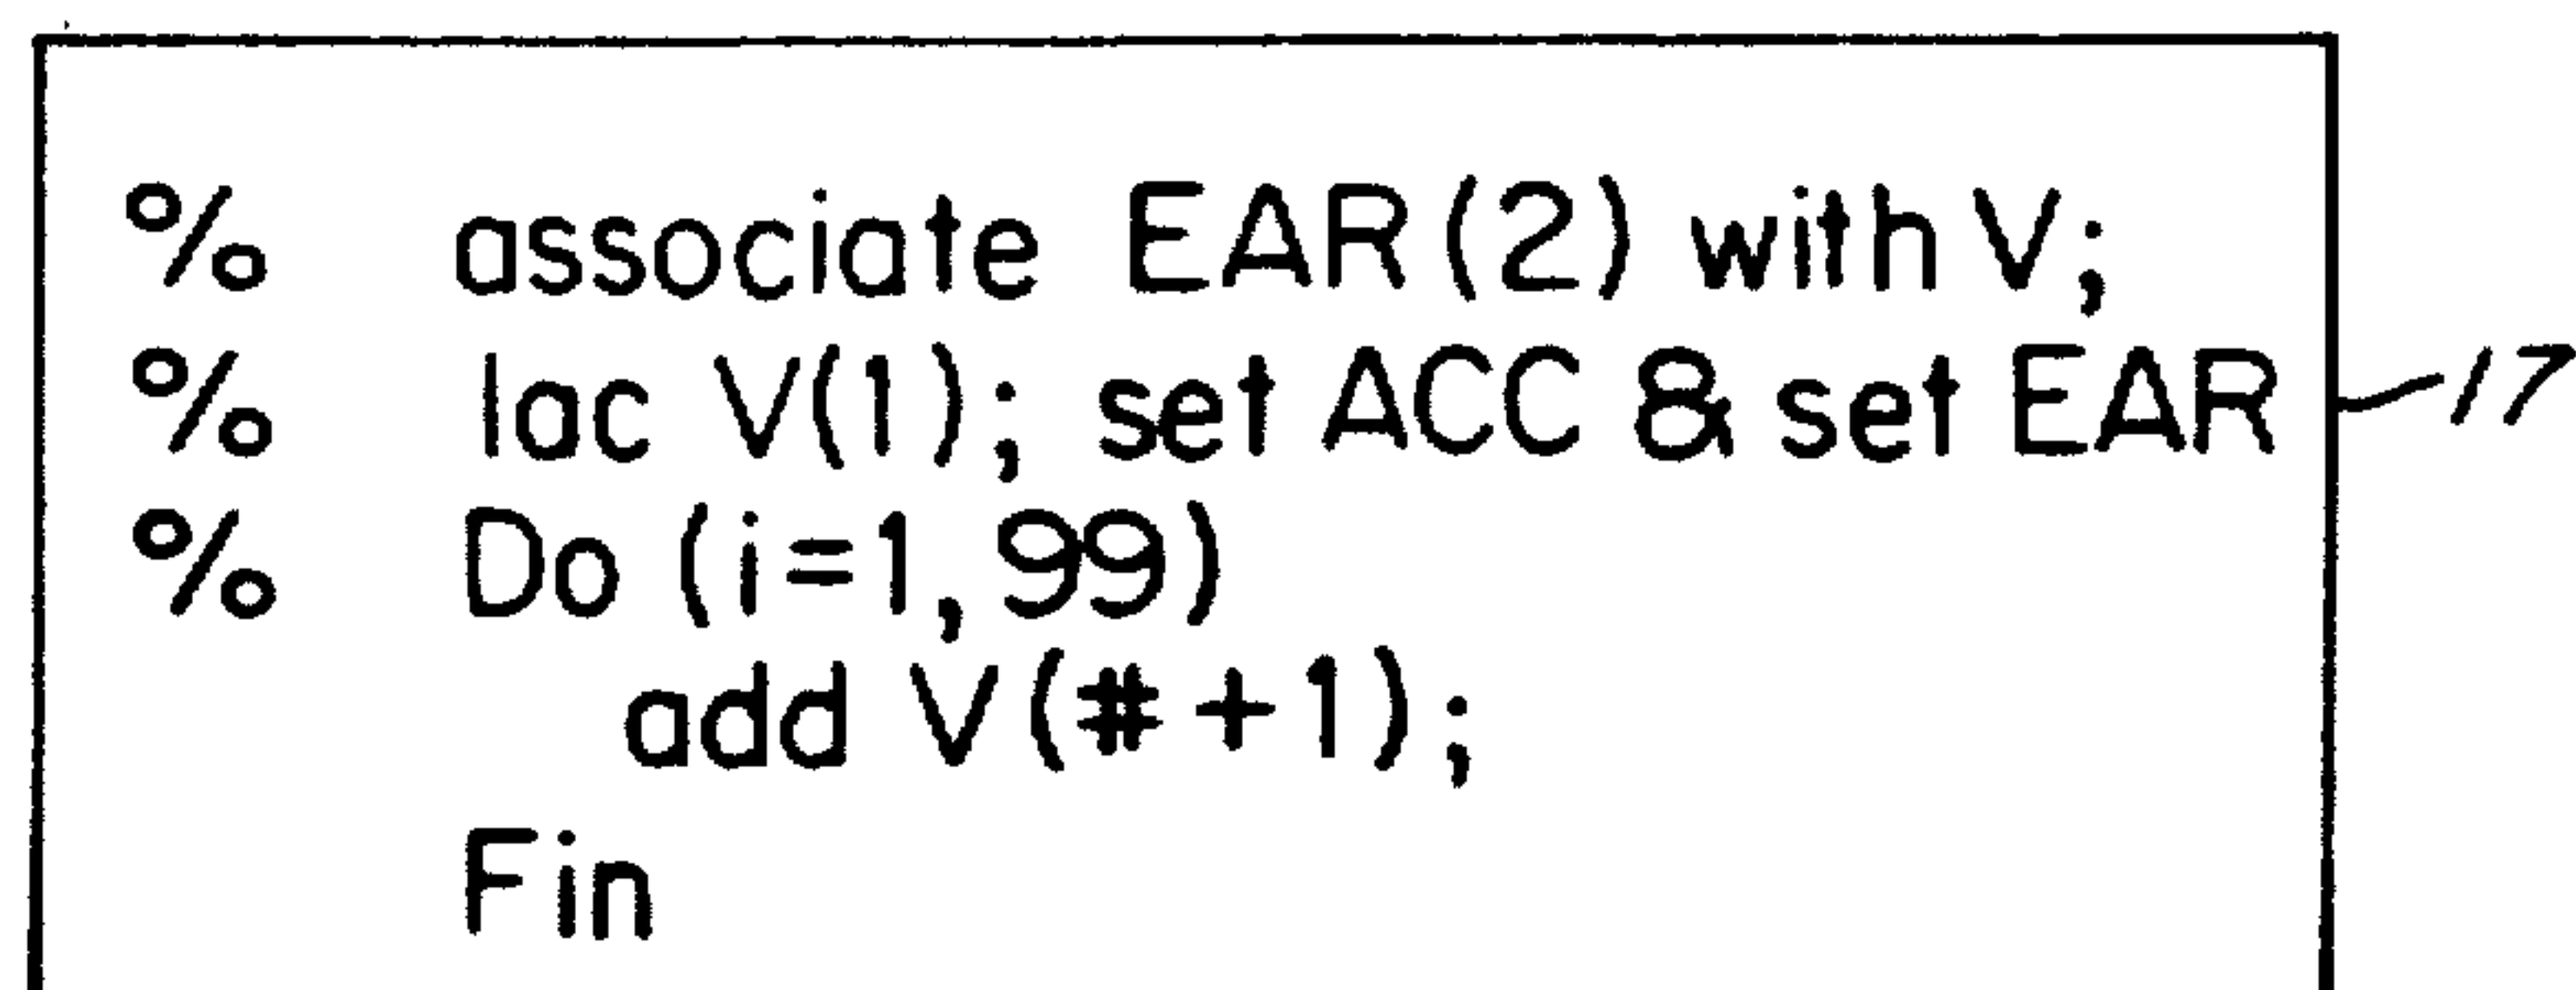 % associate EAR(2) with V;
% lac V(1); set ACC & set EAR 17
% Do (i=1,99)
add V(#+1);
Fin